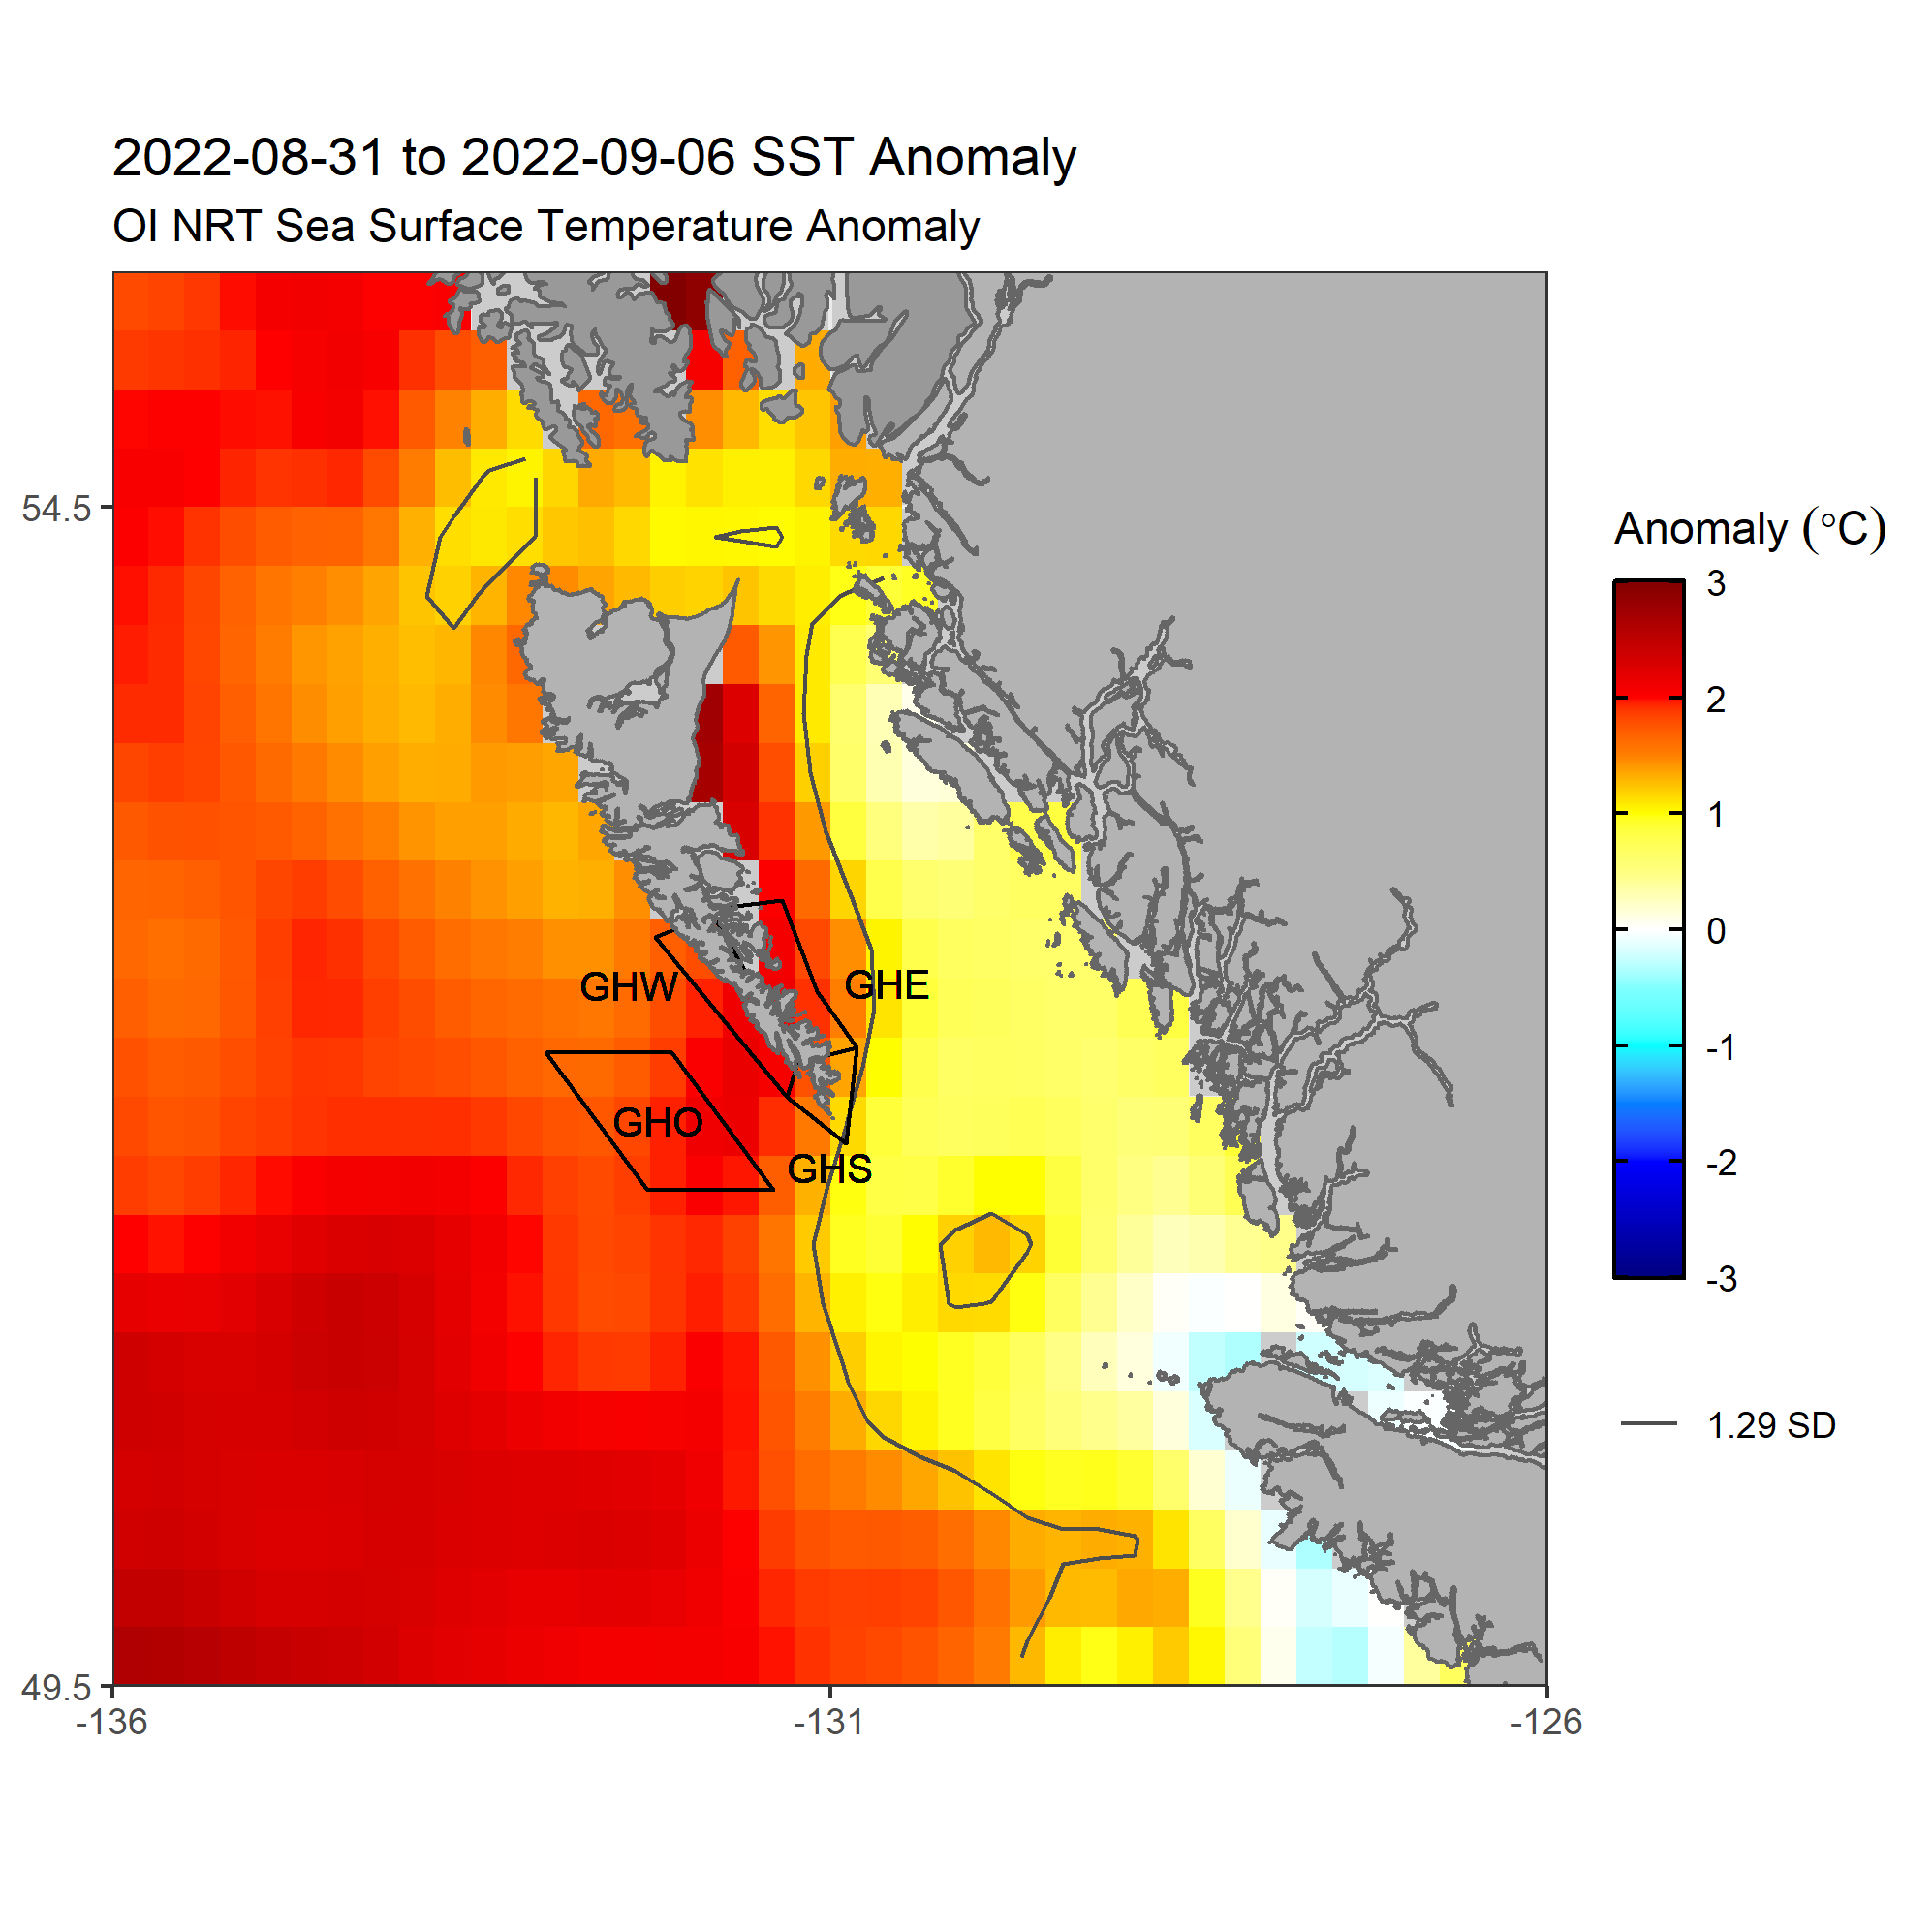 2022-08-31 to 2022-09-06 SST Anomaly
OI NRT Sea Surface Temperature Anomaly
54.5
49.5
-136
-131
-126
GHW
GHE
GHO
GHS
Anomaly (°C)
3
2
1
0
-1
-2
-3
1.29 SD